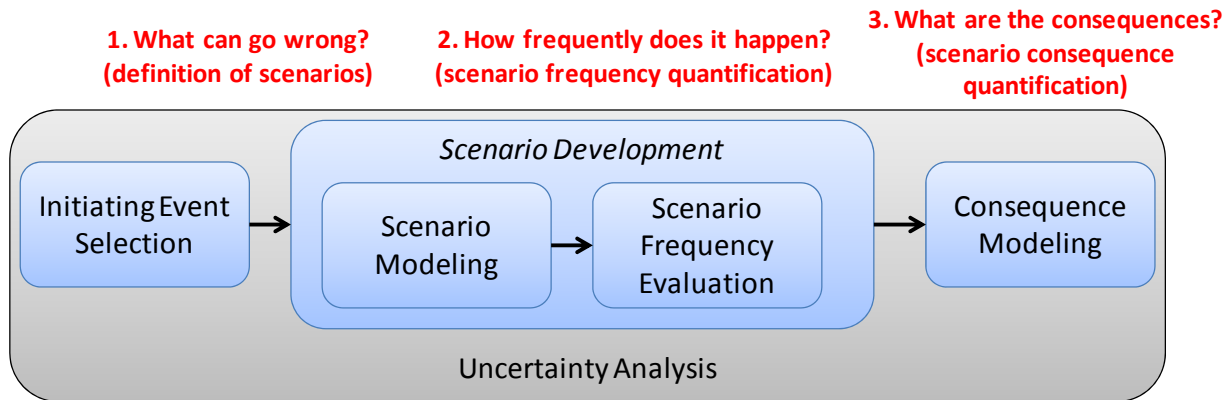 1. What can go wrong?
(definition of scenarios)
2. How frequently does it happen?
(scenario frequency quantification)
3. What are the consequences?
(scenario consequence
quantification)
Scenario Development
Initiating Event
Selection
Scenario
Modeling
Scenario
Frequency
Evaluation
Consequence
Modeling
Uncertainty Analysis